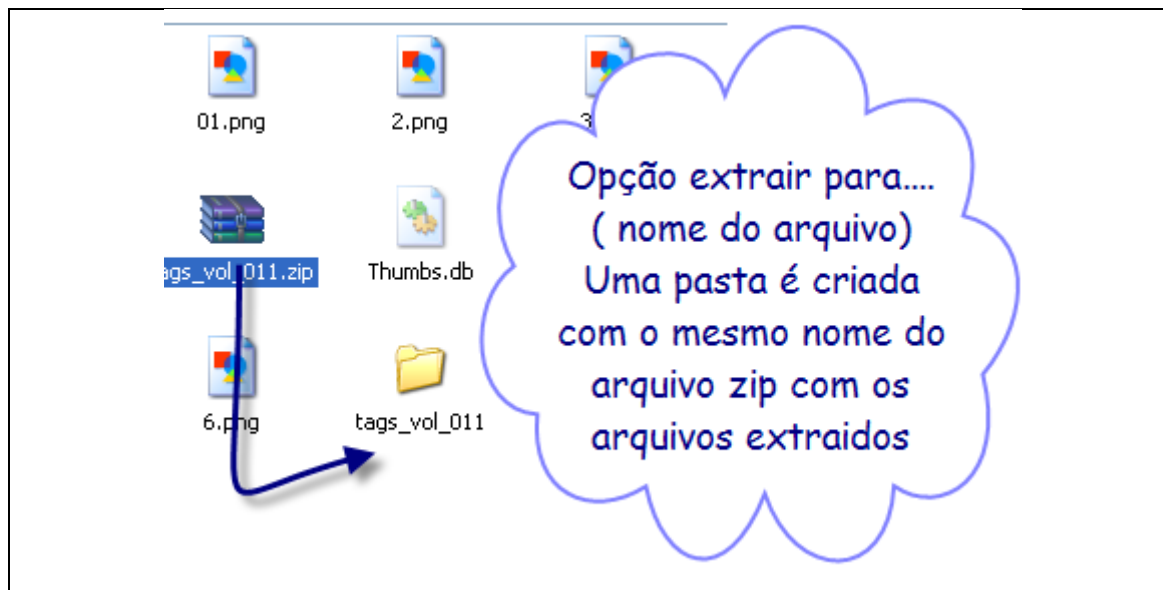 01.png
2.png
3
ags_vol_011.zip
Thumbs.db
6.png
tags_vol_011
Opção extrair para....
( nome do arquivo)
Uma pasta é criada
com o mesmo nome do
arquivo zip com os
arquivos extraidos